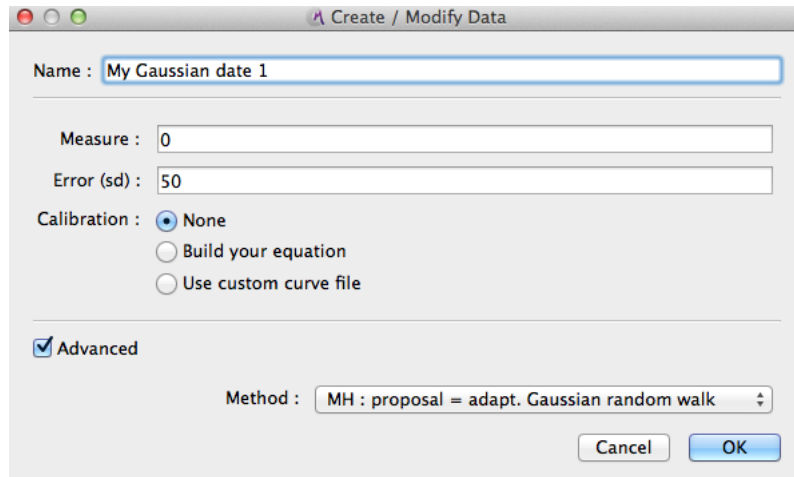 Create / Modify Data
Name : My Gaussian date 1
Measure : 0
Error (sd) : 50
Calibration : None
Build your equation
Use custom curve file
Advanced
Method : MH : proposal = adapt. Gaussian random walk
Cancel OK